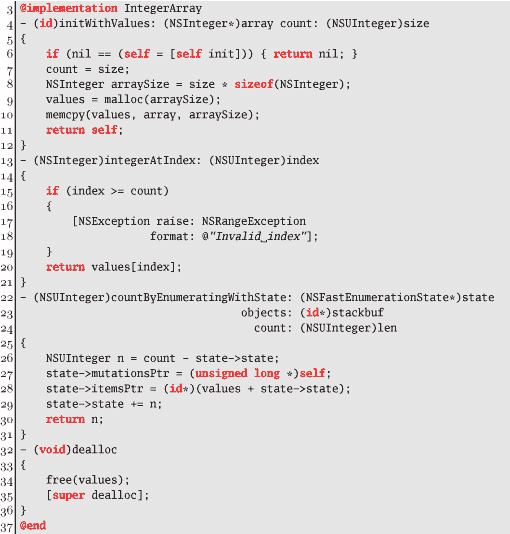 3 @implementation IntegerArray
4 - (id)initWithValues: (NSInteger*)array count: (NSUInteger)size
5 {
6     if (nil == (self = [self init])) { return nil; }
7     count = size;
8     NSInteger arraySize = size * sizeof(NSInteger);
9     values = malloc(arraySize);
10     memcpy(values, array, arraySize);
11     return self;
12 }
13 - (NSInteger)integerAtIndex: (NSUInteger)index
14 {
15     if (index >= count)
16     {
17         [NSException raise: NSRangeException
18                     format: @"Invalid␣index"];
19     }
20     return values[index];
21 }
22 - (NSUInteger)countByEnumeratingWithState: (NSFastEnumerationState*)state
23                                   objects: (id*)stackbuf
24                                     count: (NSUInteger)len
25 {
26     NSUInteger n = count - state->state;
27     state->mutationsPtr = (unsigned long *)self;
28     state->itemsPtr = (id*)(values + state->state);
29     state->state += n;
30     return n;
31 }
32 - (void)dealloc
33 {
34     free(values);
35     [super dealloc];
36 }
37 @end